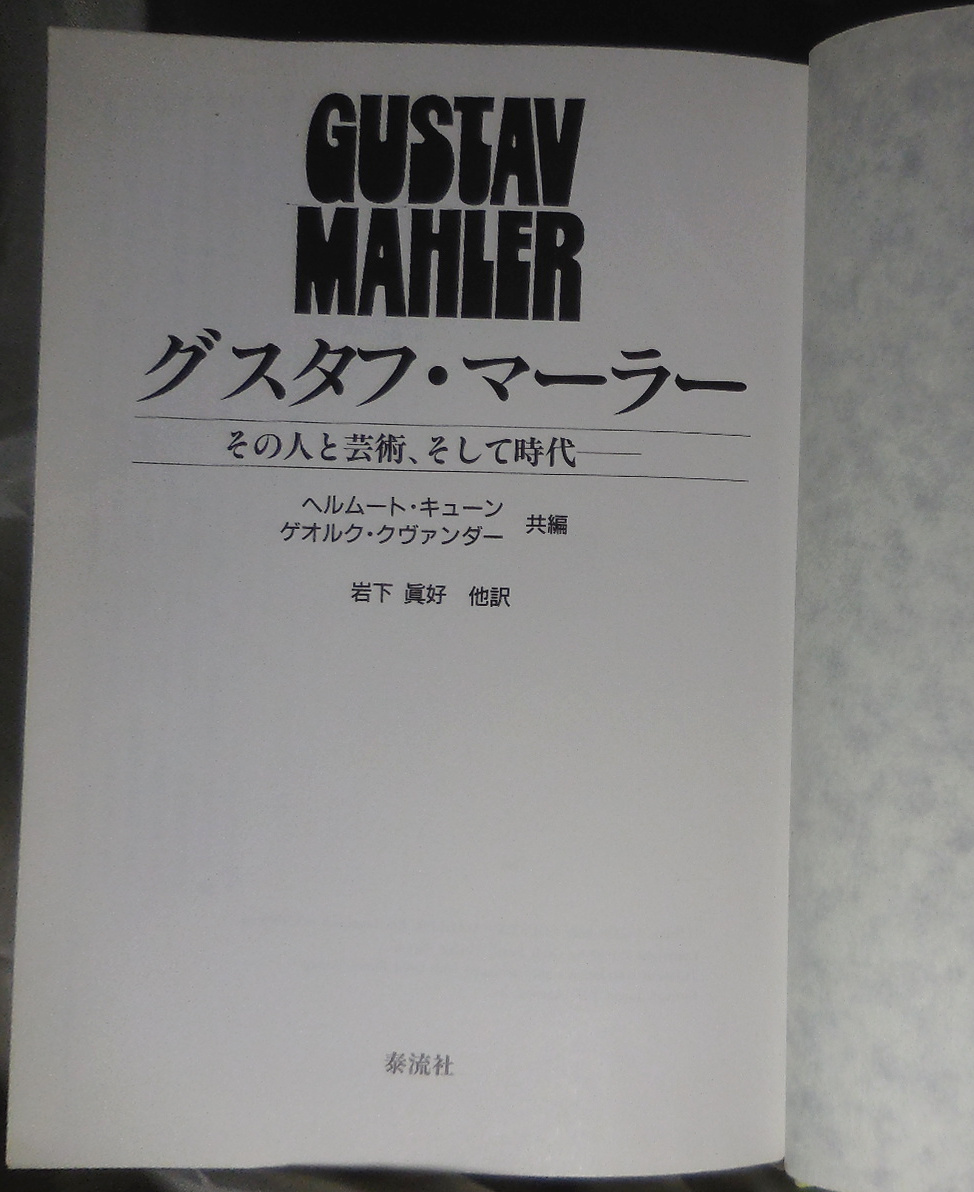 GUSTAV
MAHLER
グスタフ・マーラー
その人と芸術、そして時代――
ヘルムート・キューン
ゲオルク・クヴァンダー 共編
岩下 眞好 他訳
泰流社